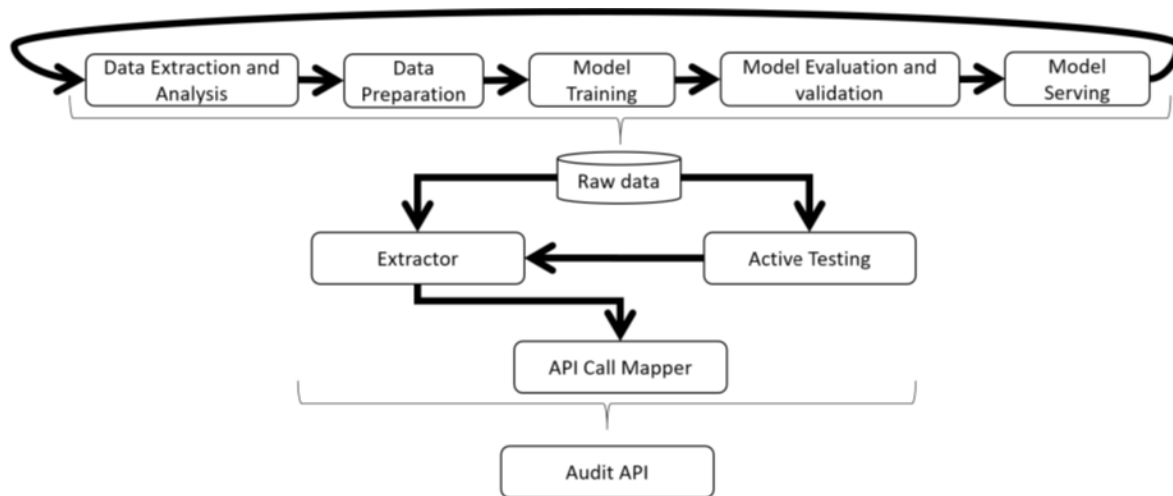 Data Extraction and
Analysis
Data
Preparation
Model
Training
Model Evaluation and
validation
Model
Serving
Raw data
Extractor
Active Testing
API Call Mapper
Audit API